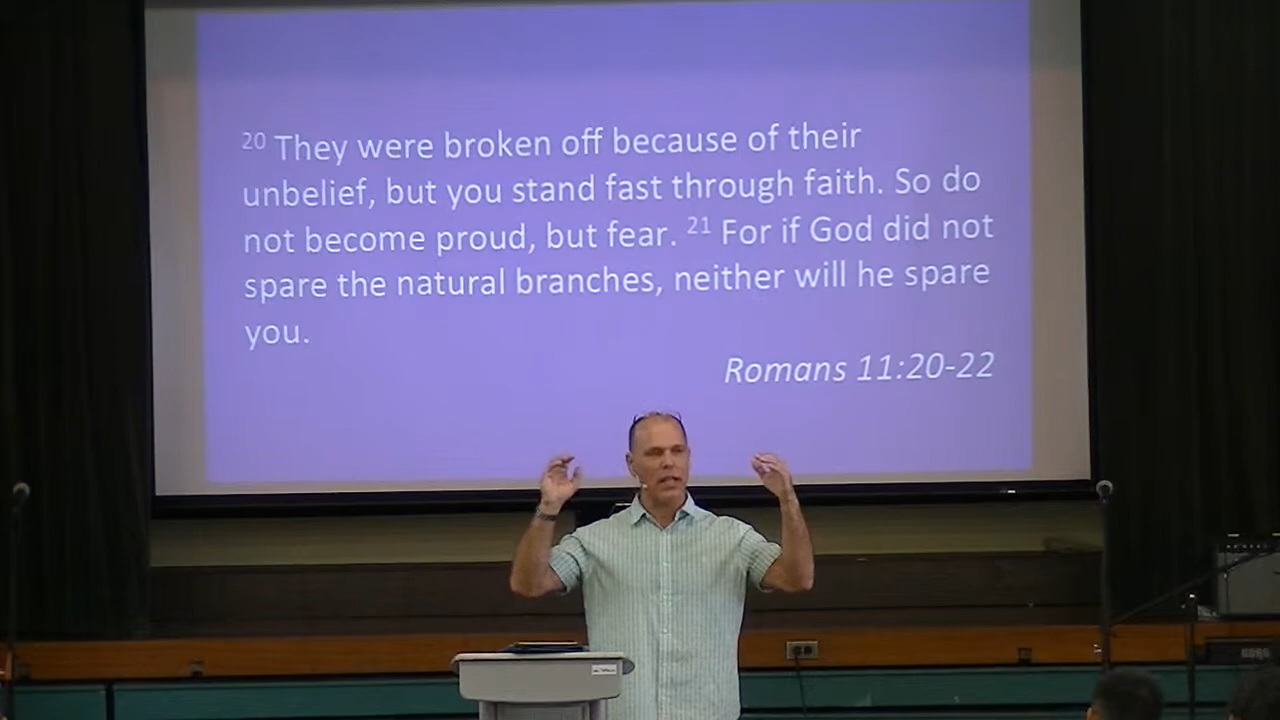 20 They were broken off because of their
unbelief, but you stand fast through faith. So do
not become proud, but fear. 21 For if God did not
spare the natural branches, neither will he spare
you.
Romans 11:20-22
KORG